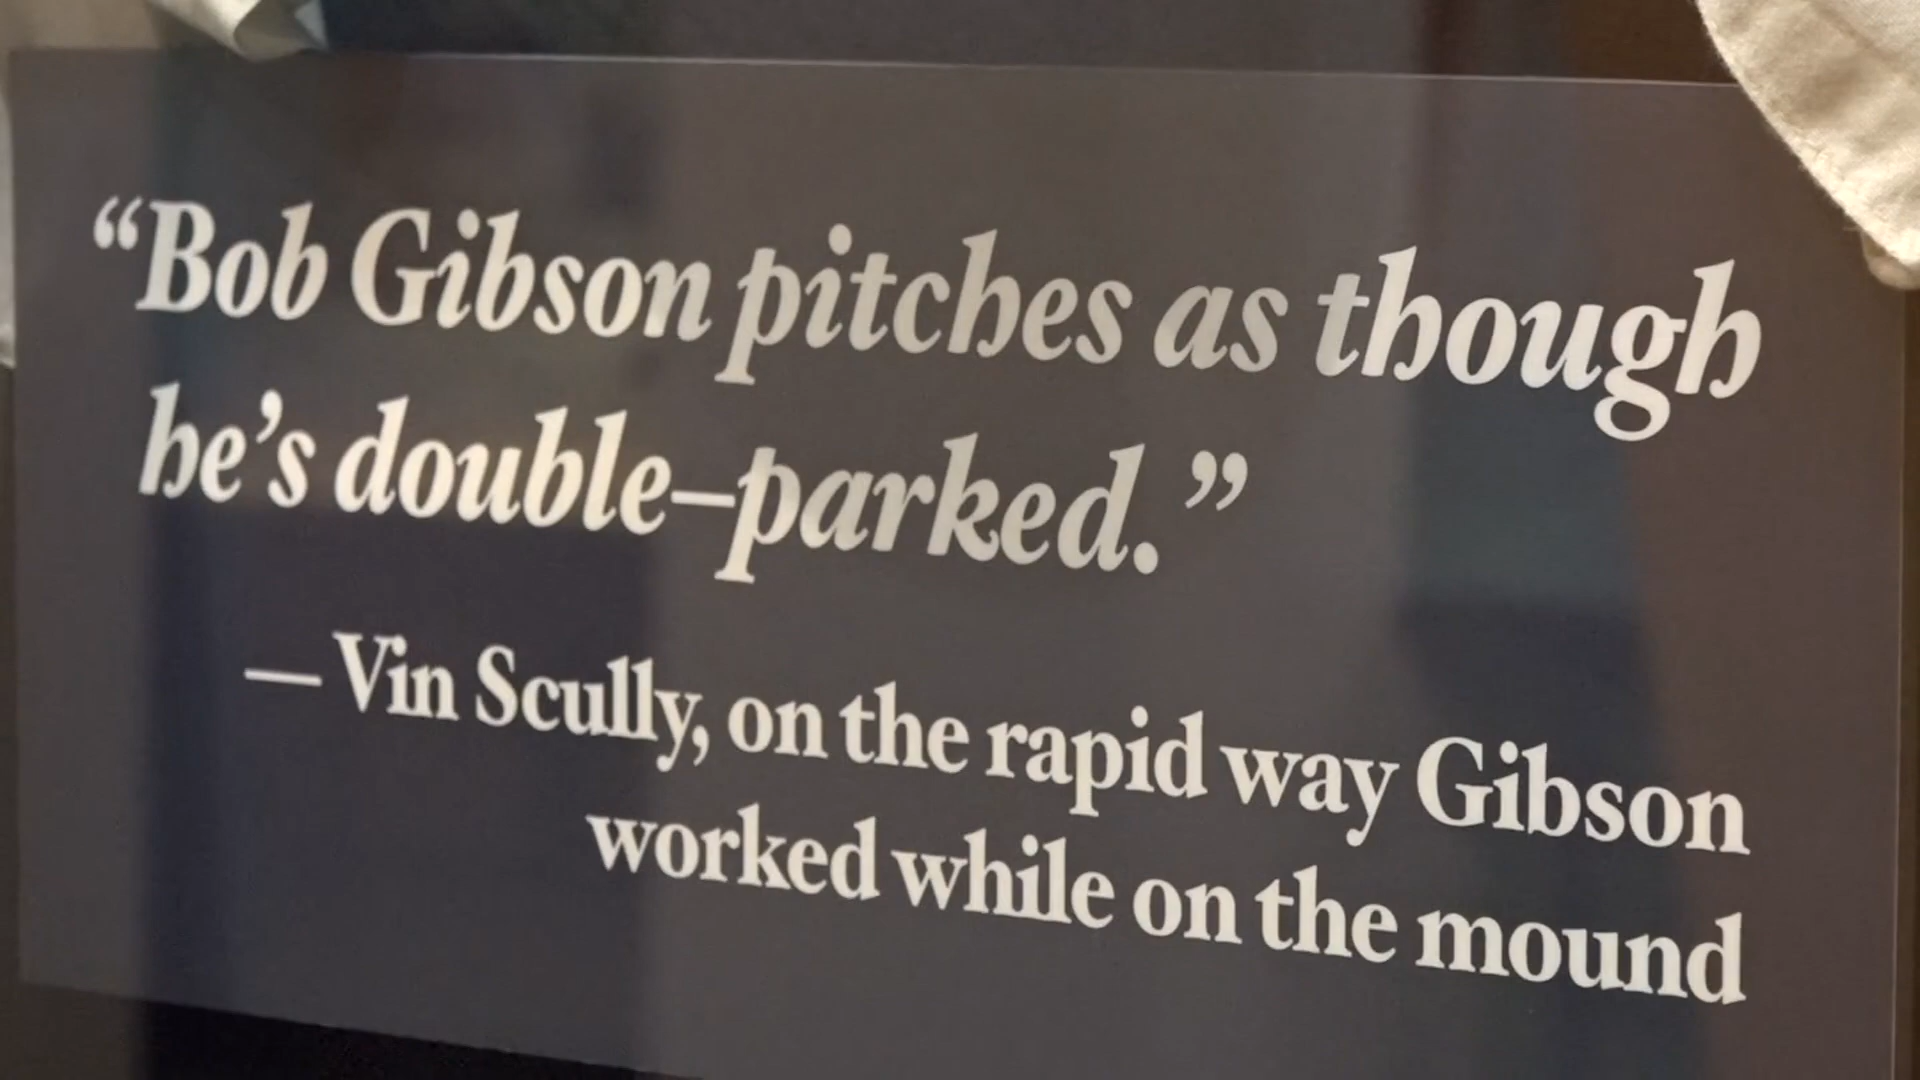 “Bob Gibson pitches as though
he’s double–parked.”
— Vin Scully, on the rapid way Gibson
worked while on the mound